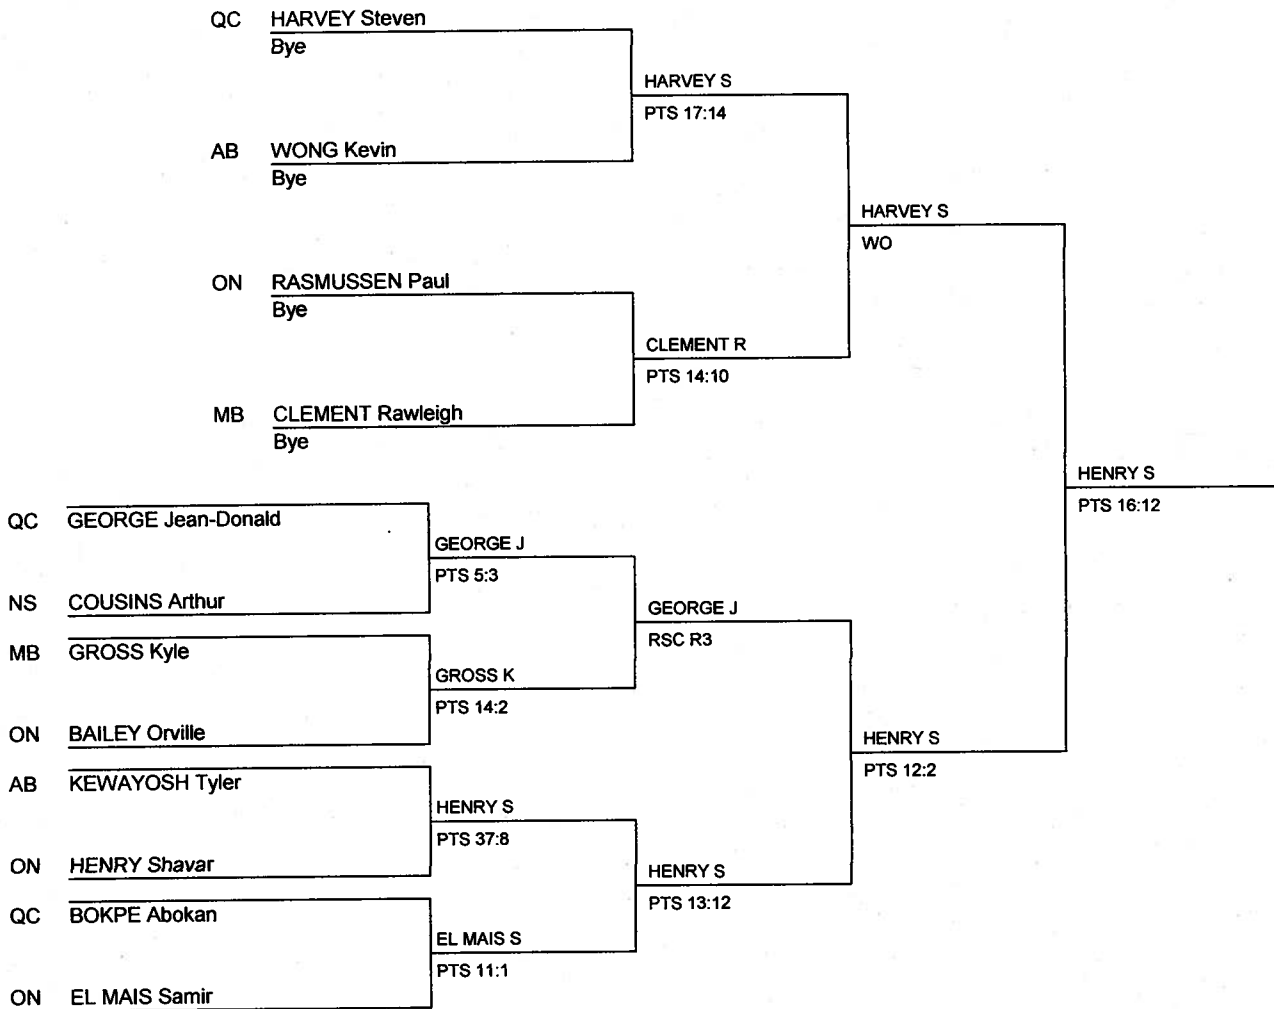 QC HARVEY Steven
Bye
HARVEY S
PTS 17:14
AB WONG Kevin
Bye
HARVEY S
WO
ON RASMUSSEN Paul
Bye
CLEMENT R
PTS 14:10
MB CLEMENT Rawleigh
Bye
HENRY S
PTS 16:12
QC GEORGE Jean-Donald
GEORGE J
PTS 5:3
NS COUSINS Arthur
GEORGE J
RSC R3
MB GROSS Kyle
GROSS K
PTS 14:2
ON BAILEY Orville
HENRY S
PTS 12:2
AB KEWAYOSH Tyler
HENRY S
PTS 37:8
ON HENRY Shavar
HENRY S
PTS 13:12
QC BOKPE Abokan
EL MAIS S
PTS 11:1
ON EL MAIS Samir